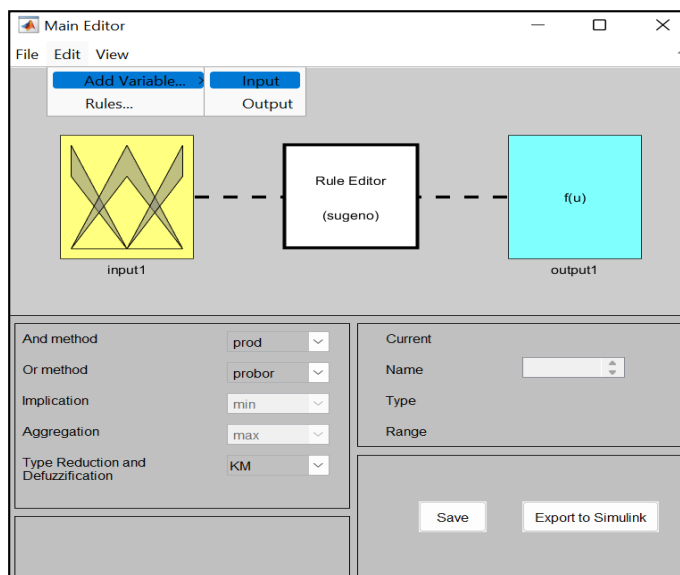 Main Editor
File Edit View
Add Variable... > Input
Rules... Output
Rule Editor
(sugeno)
f(u)
input1
output1
And method prod
Or method probor
Implication min
Aggregation max
Type Reduction and
Defuzzification KM
Current
Name
Type
Range
Save Export to Simulink